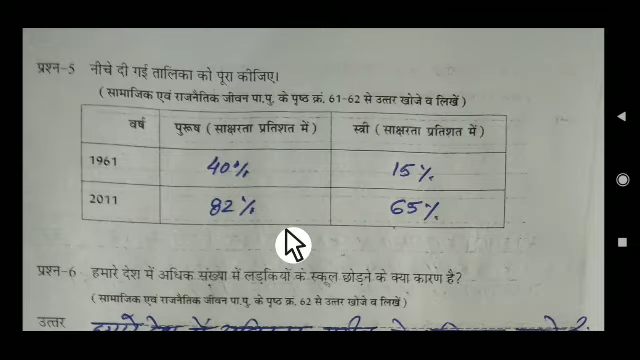 प्रश्न-5 नीचे दी गई तालिका को पूरा कीजिए।
( सामाजिक एवं राजनैतिक जीवन पा.पु. के पृष्ठ क्रं. 61-62 से उत्तर खोजे व लिखें )
वर्ष पुरूष ( साक्षरता प्रतिशत में ) स्त्री ( साक्षरता प्रतिशत में )
1961 40% 15%
2011 82% 65%
प्रश्न-6 हमारे देश में अधिक संख्या में लड़कियों के स्कूल छोड़ने के क्या कारण है?
(सामाजिक एवं राजनैतिक जीवन पा.पु. के पृष्ठ क्र. 62 से उत्तर खोजे व लिखें )
उत्तर